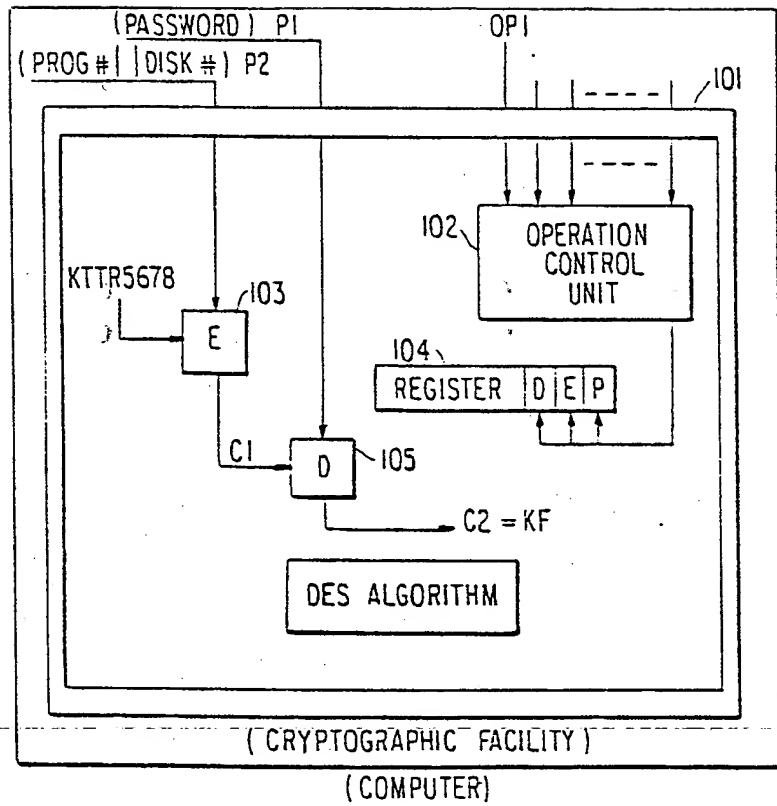 (PASSWORD) P1
OP1
(PROG #||DISK #) P2
101
102
OPERATION
CONTROL
UNIT
KTTR5678
103
E
104
REGISTER D E P
C1
D
105
C2 = KF
DES ALGORITHM
(CRYPTOGRAPHIC FACILITY)
(COMPUTER)